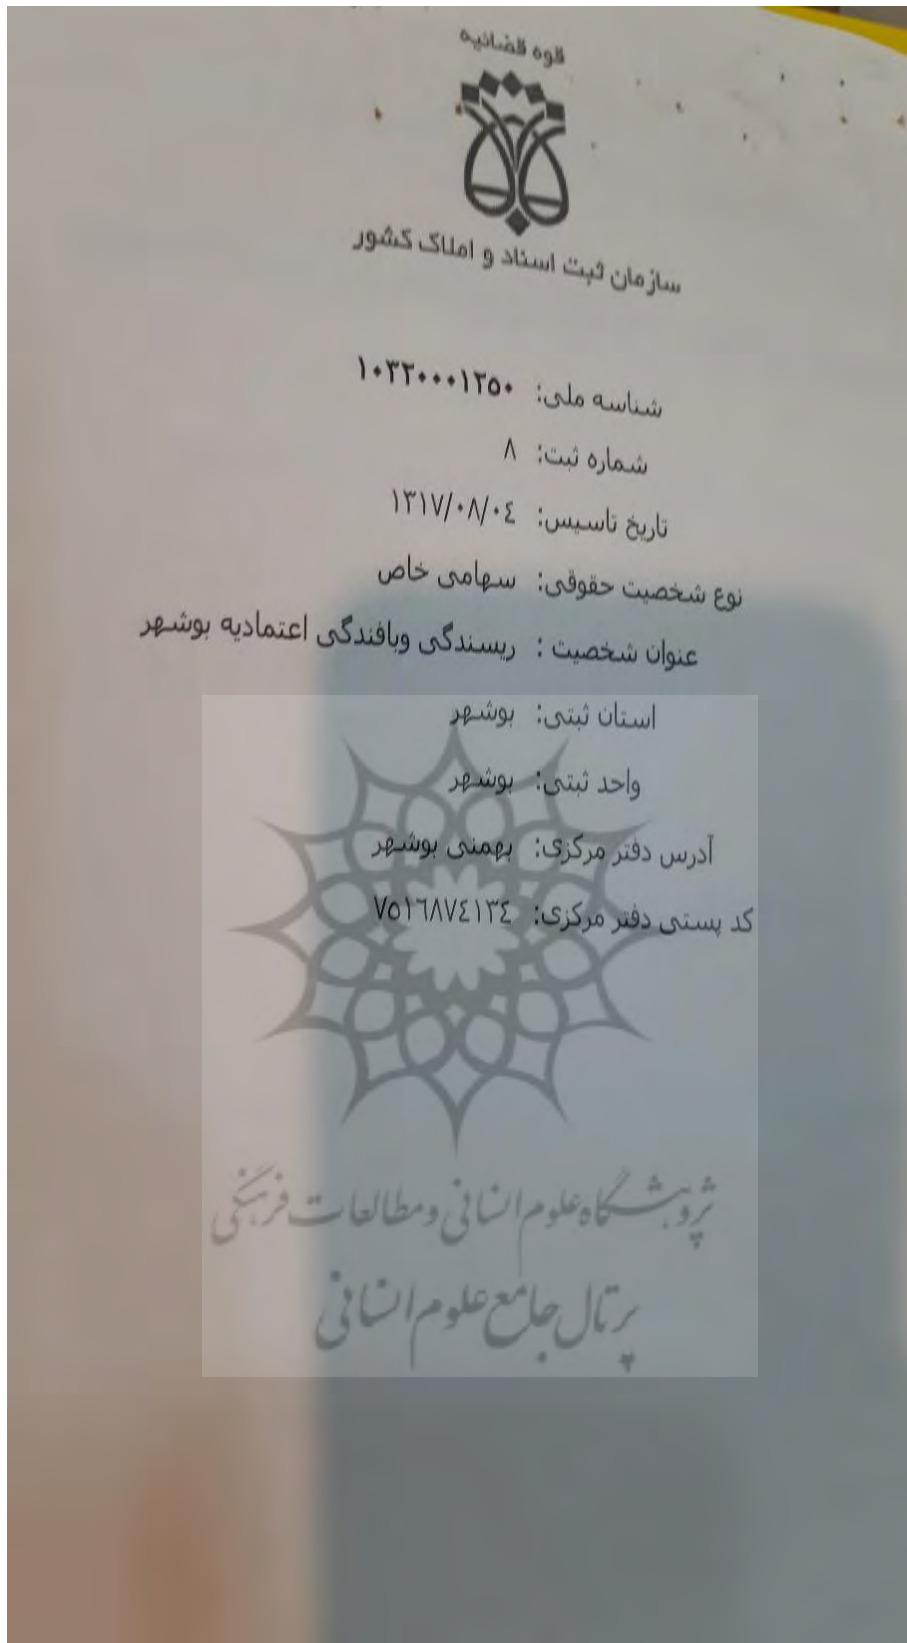 قوه قضائیه
سازمان ثبت اسناد و املاک کشور
شناسه ملی: ۱۰۳۲۰۰۰۱۲۵۰
شماره ثبت: ۸
تاریخ تاسیس: ۱۳۱۷/۰۸/۰٤
نوع شخصیت حقوقی: سهامی خاص
عنوان شخصیت : ریسندگی وبافندگی اعتمادیه بوشهر
استان ثبتی: بوشهر
واحد ثبتی: بوشهر
آدرس دفتر مرکزی: بهمنی بوشهر
کد پستی دفتر مرکزی: ۷۵۱٦۸۷٤۱۳٤
پژوهشگاه علوم انسانی و مطالعات فرهنگی
پرتال جامع علوم انسانی